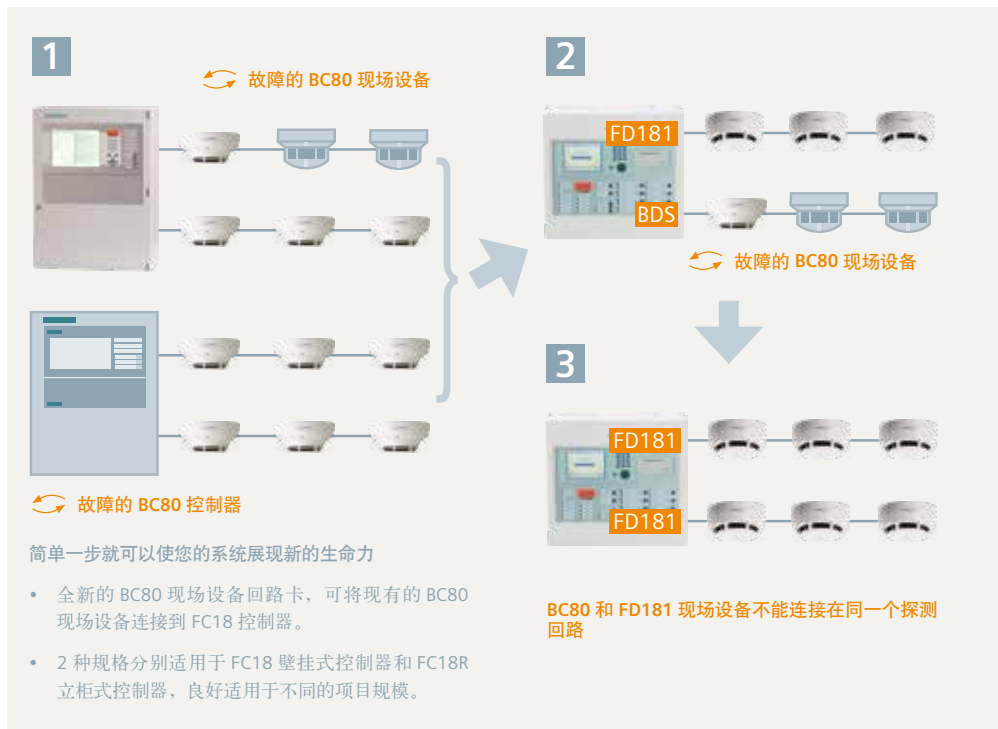 1
故障的 BC80 现场设备
故障的 BC80 控制器
简单一步就可以使您的系统展现新的生命力
• 全新的 BC80 现场设备回路卡，可将现有的 BC80
现场设备连接到 FC18 控制器。
• 2 种规格分别适用于 FC18 壁挂式控制器和 FC18R
立柜式控制器，良好适用于不同的项目规模。
2
FD181
BDS
故障的 BC80 现场设备
3
FD181
FD181
BC80 和 FD181 现场设备不能连接在同一个探测
回路